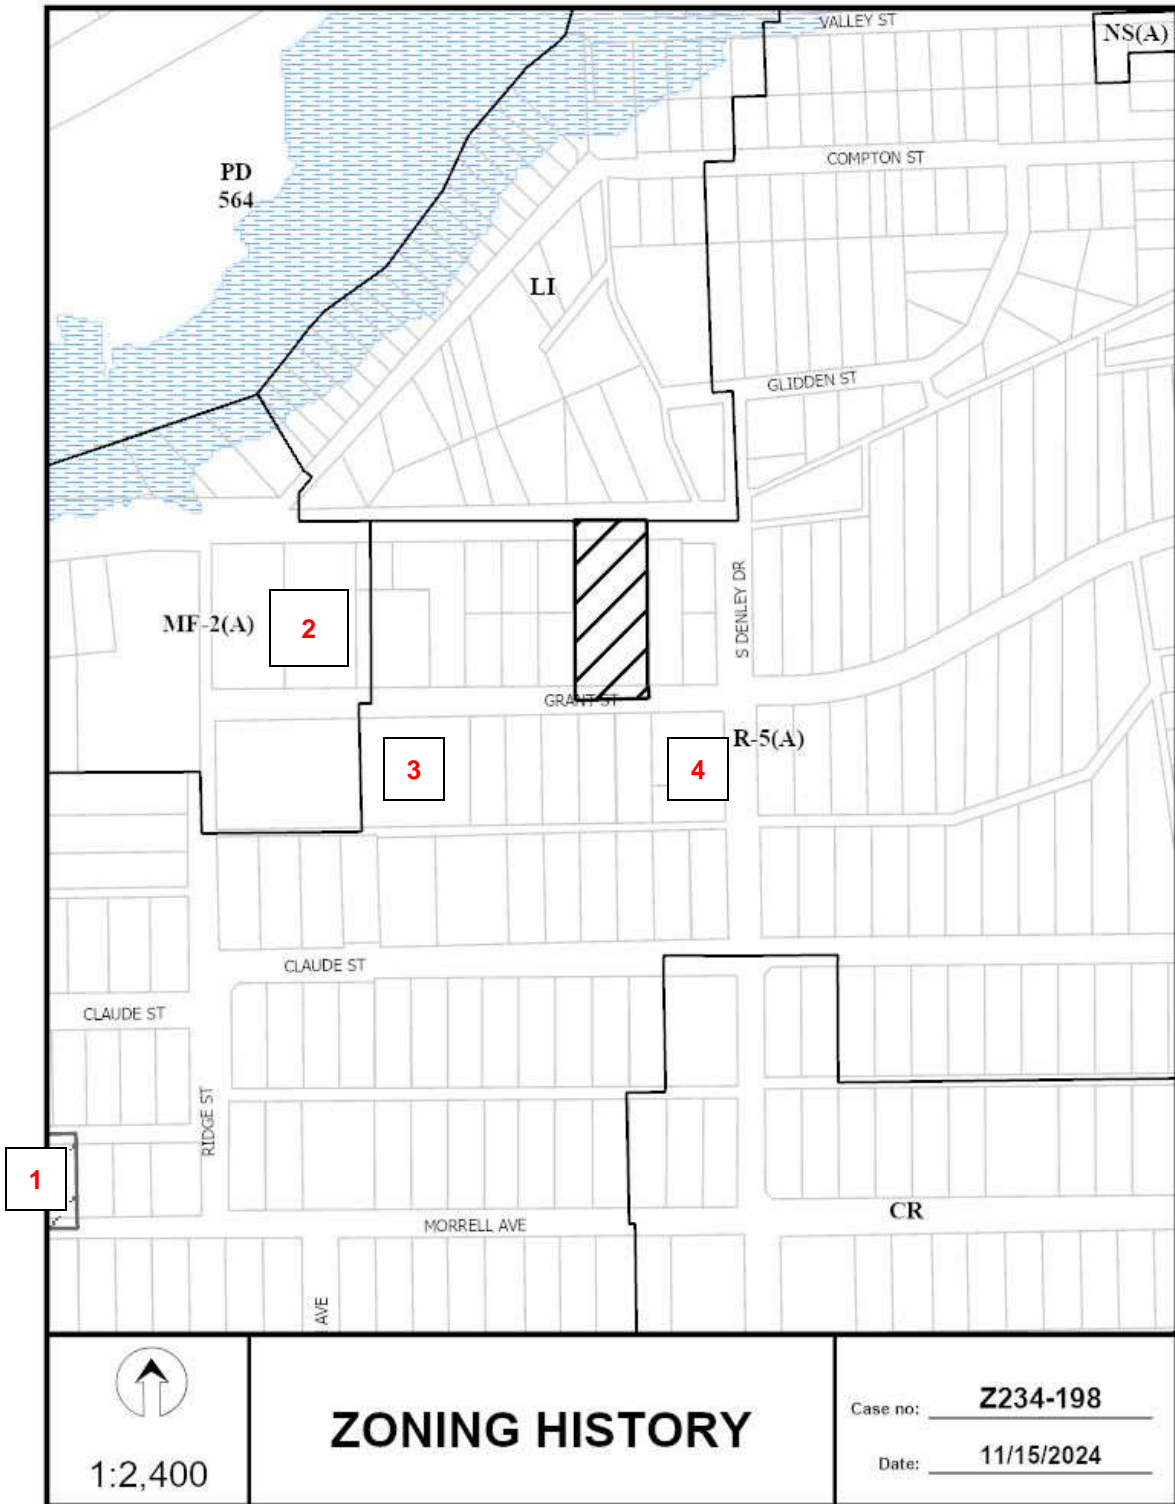 VALLEY ST
NS(A)
COMPTON ST
PD
564
LI
GLIDDEN ST
S DENLEY DR
MF-2(A)
2
GRANT ST
R-5(A)
3
4
CLAUDE ST
CLAUDE ST
RIDGE ST
1
CR
MORRELL AVE
AVE
1:2,400
ZONING HISTORY
Case no: Z234-198
Date: 11/15/2024